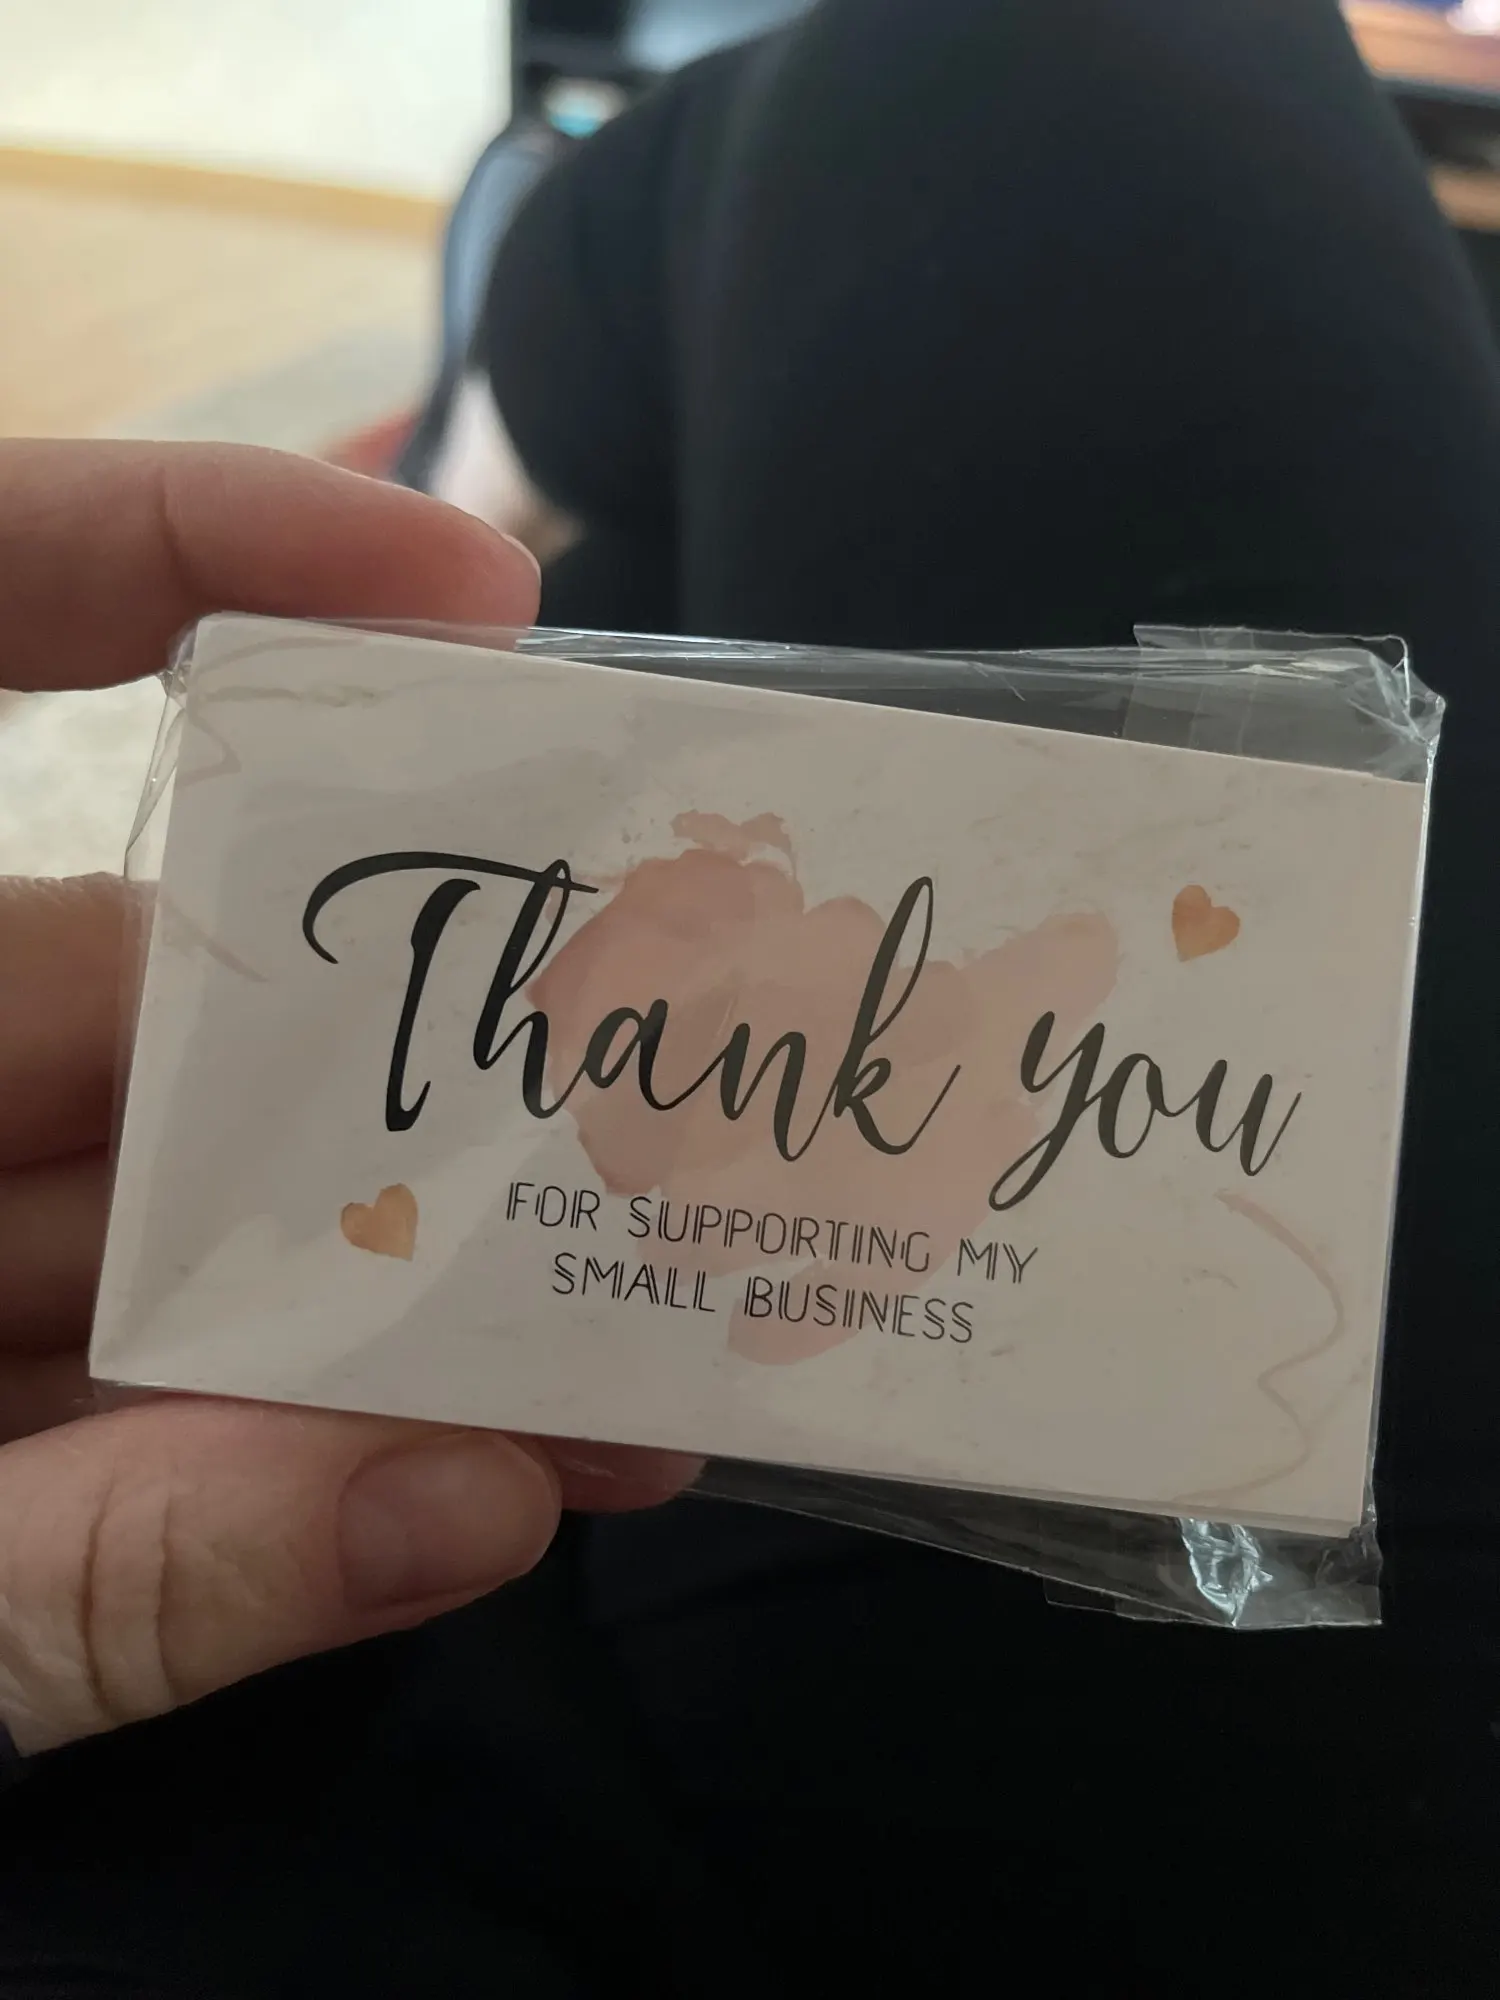 Thank you
FOR SUPPORTING MY
SMALL BUSINESS